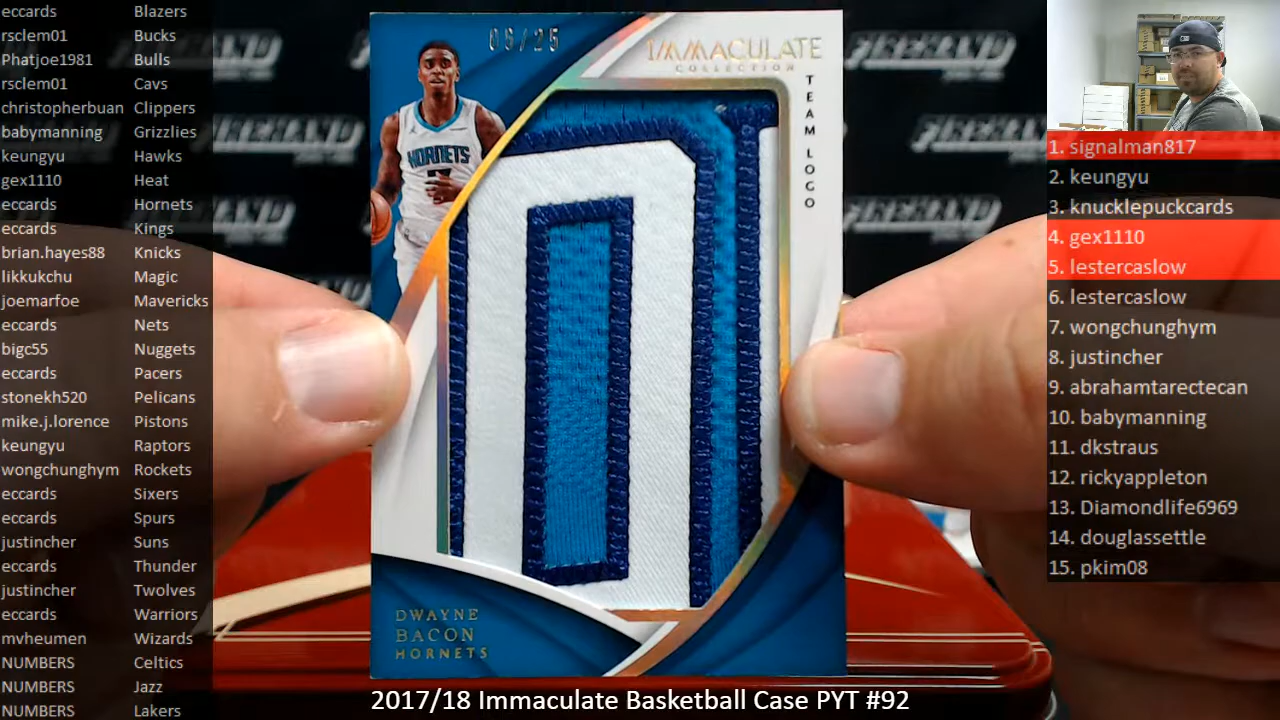 eccards Blazers
rsclem01 Bucks
Phatjoe1981 Bulls
rsclem01 Cavs
christopherbuan Clippers
babymanning Grizzlies
keungyu Hawks
gex1110 Heat
eccards Hornets
eccards Kings
brian.hayes88 Knicks
likkukchu Magic
joemarfoe Mavericks
eccards Nets
bigc55 Nuggets
eccards Pacers
stonekh520 Pelicans
mike.j.lorence Pistons
keungyu Raptors
wongchunghym Rockets
eccards Sixers
eccards Spurs
justincher Suns
eccards Thunder
justincher Twolves
eccards Warriors
mvheumen Wizards
NUMBERS Celtics
NUMBERS Jazz
NUMBERS Lakers
09/25
IMMACULATE
COLLECTION
TEAM LOGO
HORNETS
7
DWAYNE
BACON
HORNETS
1. signalman817
2. keungyu
3. knucklepuckcards
4. gex1110
5. lestercaslow
6. lestercaslow
7. wongchunghym
8. justincher
9. abrahamtarectecan
10. babymanning
11. dkstraus
12. rickyappleton
13. Diamondlife6969
14. douglassettle
15. pkim08
2017/18 Immaculate Basketball Case PYT #92